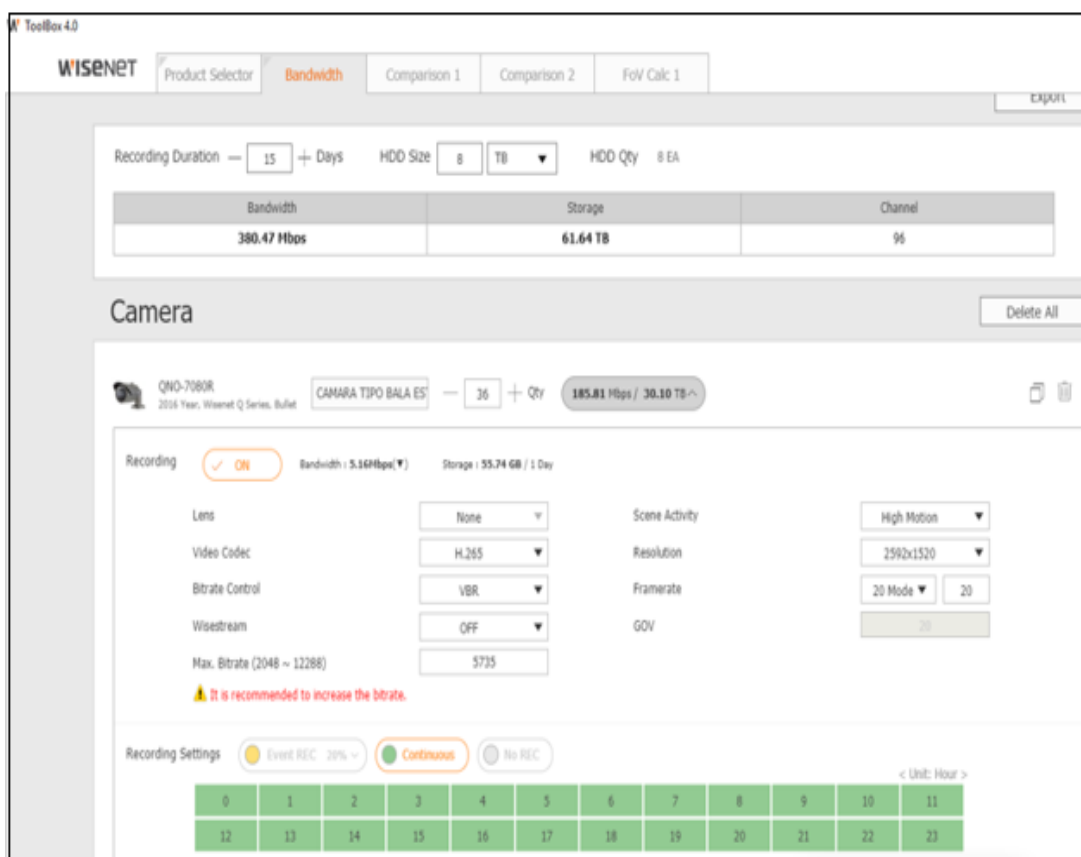 W ToolBox 4.0
WISENET Product Selector Bandwidth Comparison 1 Comparison 2 FoV Calc 1
Export
Recording Duration — 15 + Days HDD Size 8 TB ▼ HDD Qty 8 EA
Bandwidth Storage Channel
380.47 Mbps 61.64 TB 96
Camera Delete All
QNO-7080R
2016 Year, Wisenet Q Series, Bullet
CAMARA TIPO BALA ES — 36 + Qty 185.81 Mbps / 30.10 TB
Recording ON Bandwidth : 5.16Mbps(▼) Storage : 55.74 GB / 1 Day
Lens None ▼ Scene Activity High Motion ▼
Video Codec H.265 ▼ Resolution 2592x1520 ▼
Bitrate Control VBR ▼ Framerate 20 Mode ▼ 20
Wisestream OFF ▼ GOV 20
Max. Bitrate (2048 ~ 12288) 5735
It is recommended to increase the bitrate.
Recording Settings Event REC 20% Continuous No REC
< Unit: Hour >
0 1 2 3 4 5 6 7 8 9 10 11
12 13 14 15 16 17 18 19 20 21 22 23